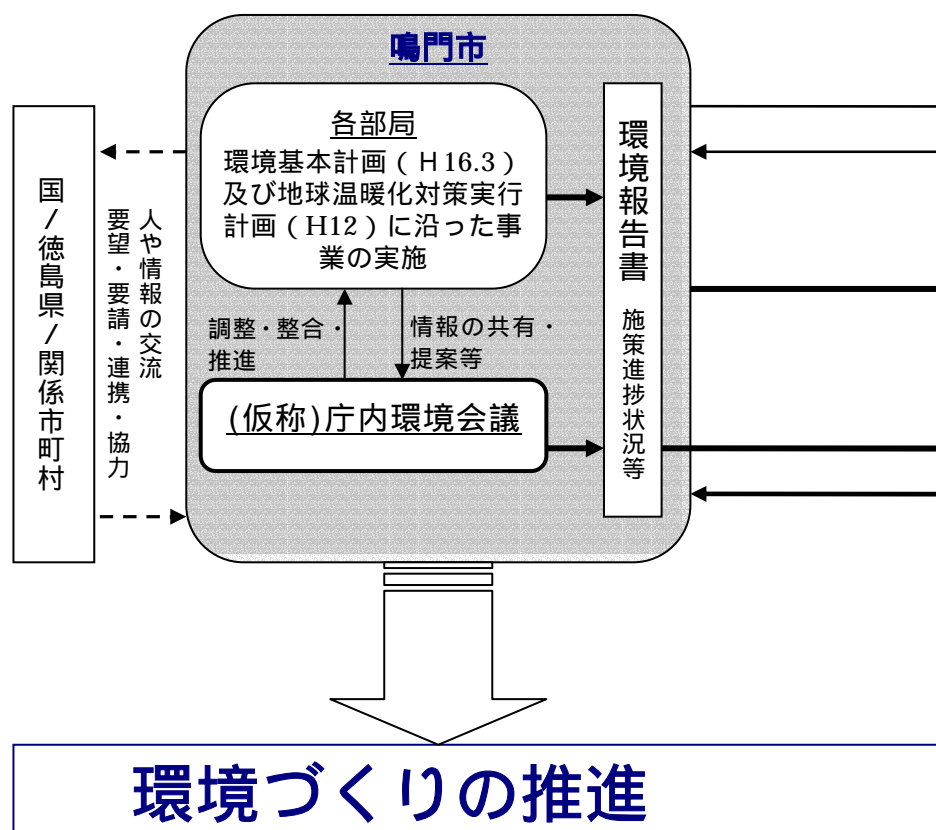 鳴門市
各部局
環境基本計画（Ｈ16.3）
及び地球温暖化対策実行
計画（H12）に沿った事
業の実施
環境報告書 施策進捗状況等
国/徳島県/関係市町村
人や情報の交流
要望・要請・連携・協力
調整・整合・
推進
情報の共有・
提案等
(仮称)庁内環境会議
環境づくりの推進